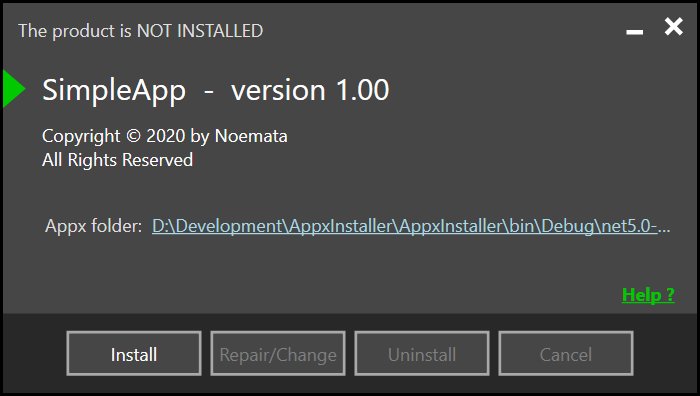 The product is NOT INSTALLED
SimpleApp - version 1.00
Copyright © 2020 by Noemata
All Rights Reserved
Appx folder: D:\Development\AppxInstaller\AppxInstaller\bin\Debug\net5.0-...
Help ?
Install Repair/Change Uninstall Cancel